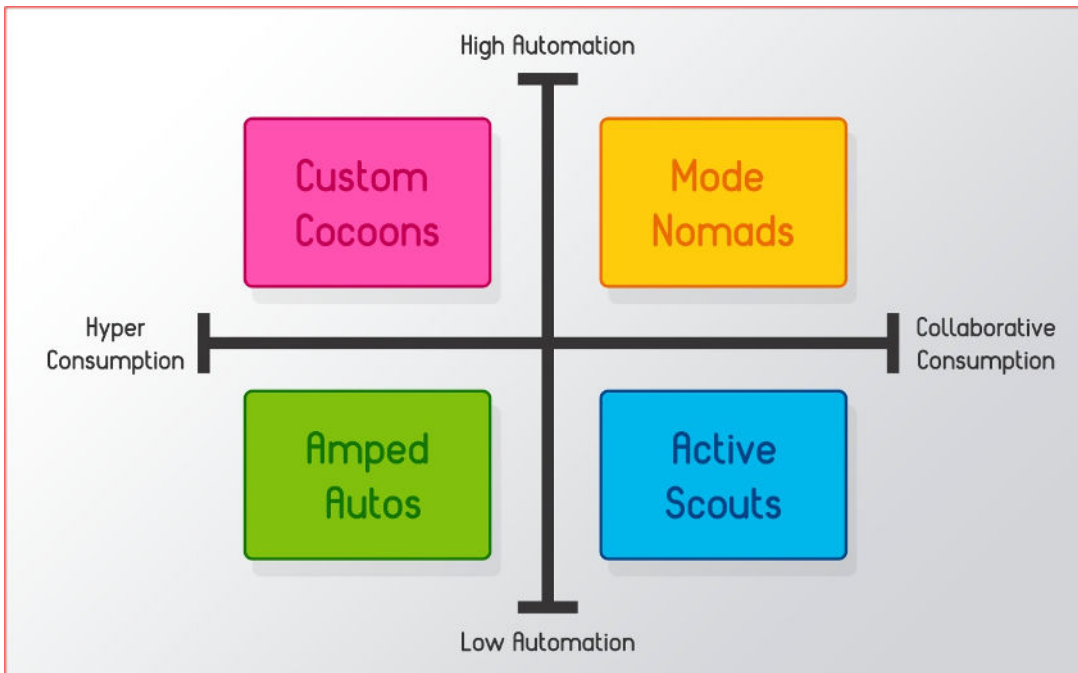 High Automation
Custom
Cocoons
Mode
Nomads
Hyper
Consumption
Collaborative
Consumption
Amped
Autos
Active
Scouts
Low Automation